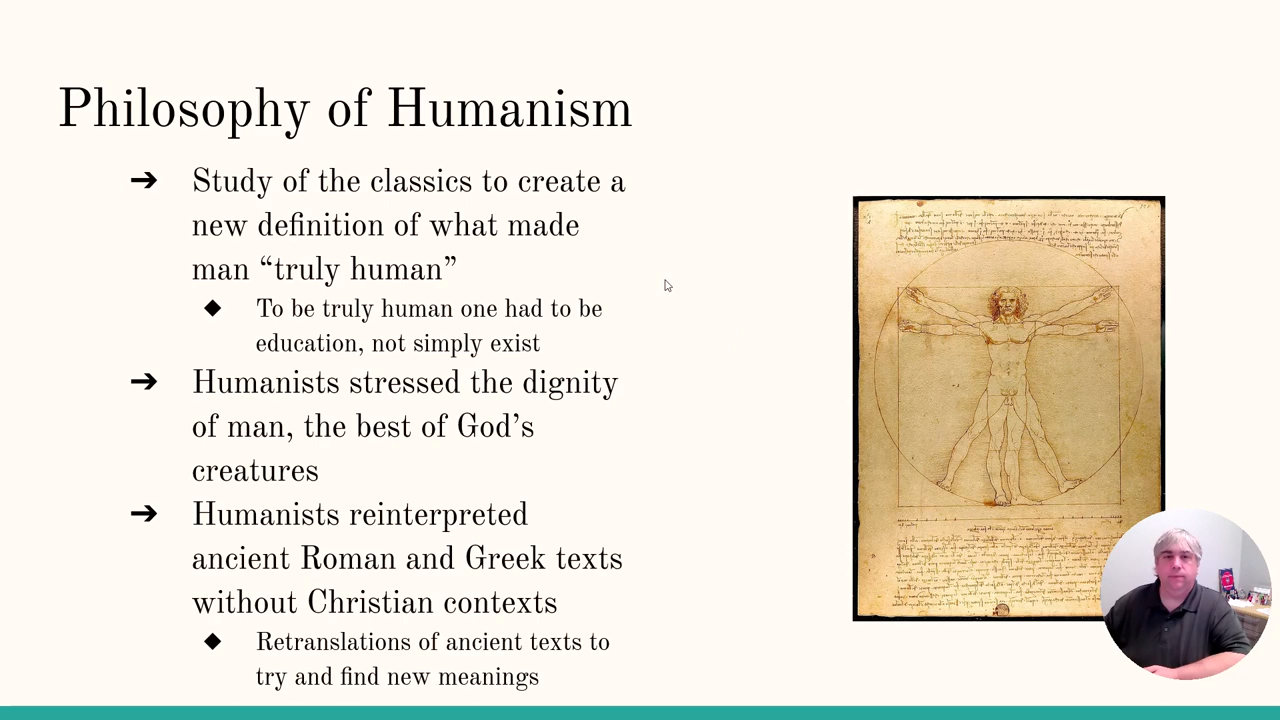 Philosophy of Humanism
➔ Study of the classics to create a
new definition of what made
man “truly human”
◆ To be truly human one had to be
education, not simply exist
➔ Humanists stressed the dignity
of man, the best of God’s
creatures
➔ Humanists reinterpreted
ancient Roman and Greek texts
without Christian contexts
◆ Retranslations of ancient texts to
try and find new meanings